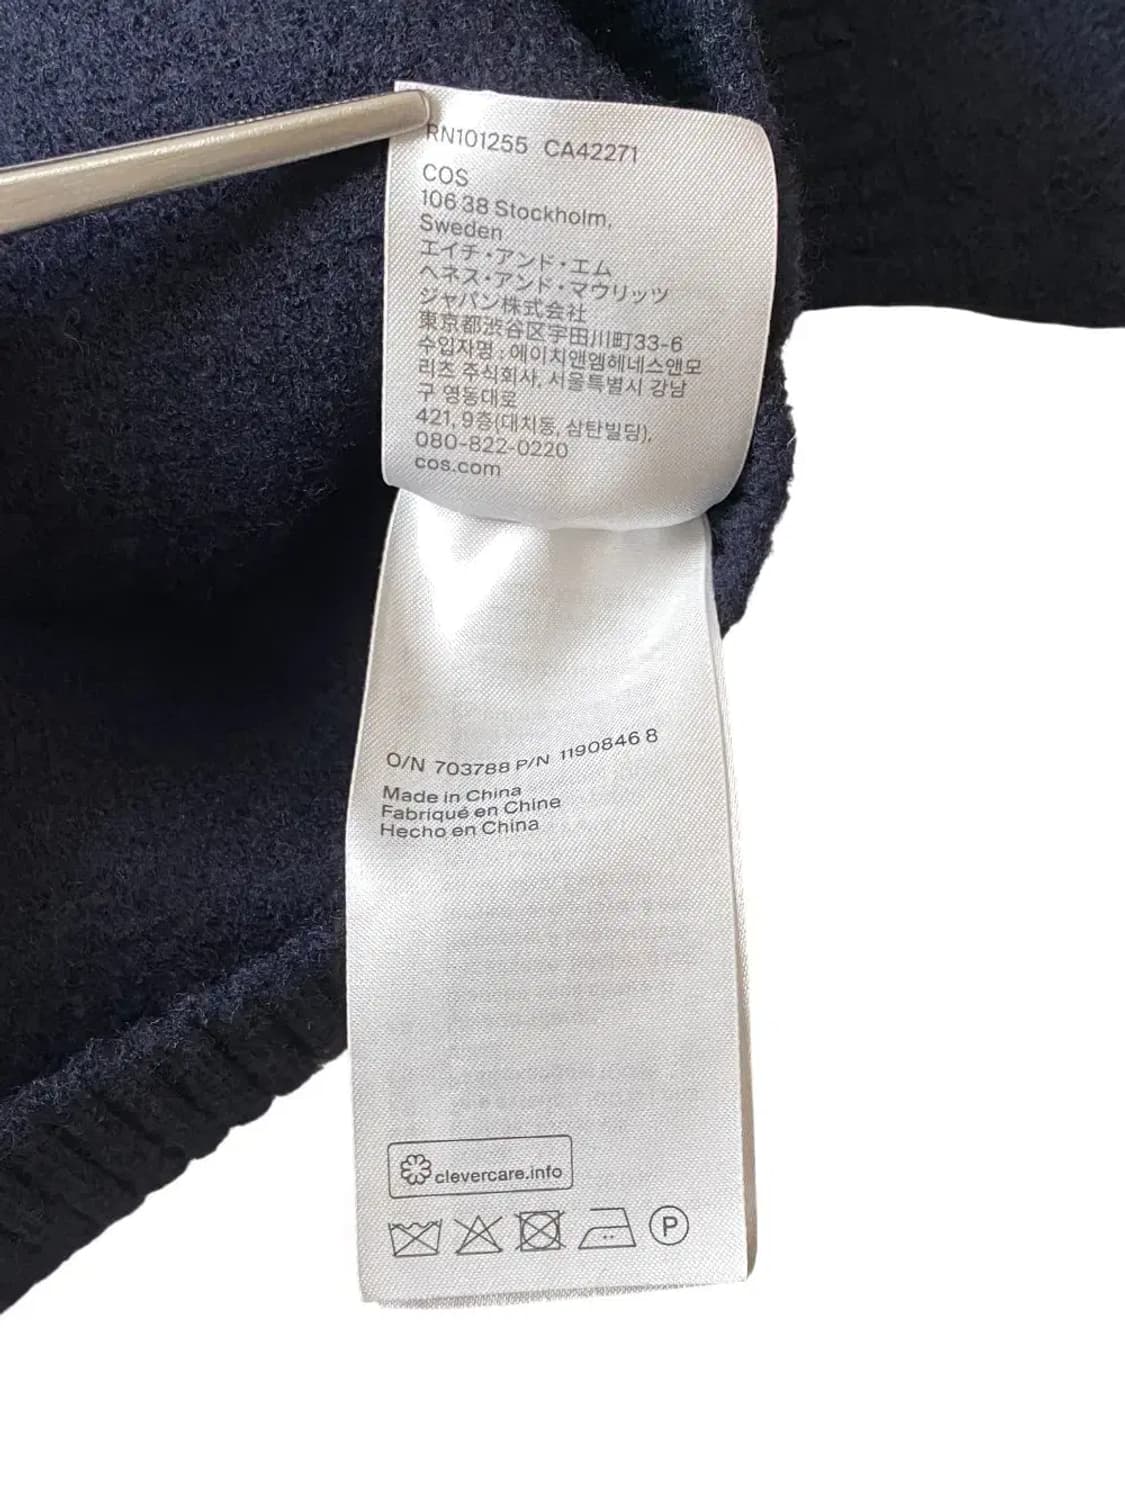 RN101255 CA42271
COS
106 38 Stockholm,
Sweden
エイチ・アンド・エム
ヘネス・アンド・マウリッツ
ジャパン株式会社
東京都渋谷区宇田川町33-6
수입자명 : 에이치앤엠헤네스앤모
리츠 주식회사, 서울특별시 강남
구 영동대로
421, 9층(대치동, 삼탄빌딩),
080-822-0220
cos.com
O/N 703788 P/N 1190846 8
Made in China
Fabriqué en Chine
Hecho en China
clevercare.info
P